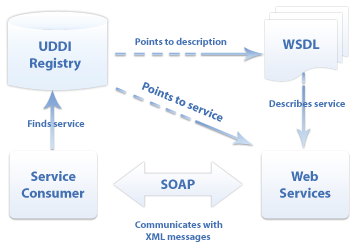 UDDI
Registry
Points to description
WSDL
Points to service
Finds service
Describes service
Service
Consumer
SOAP
Web
Services
Communicates with
XML messages